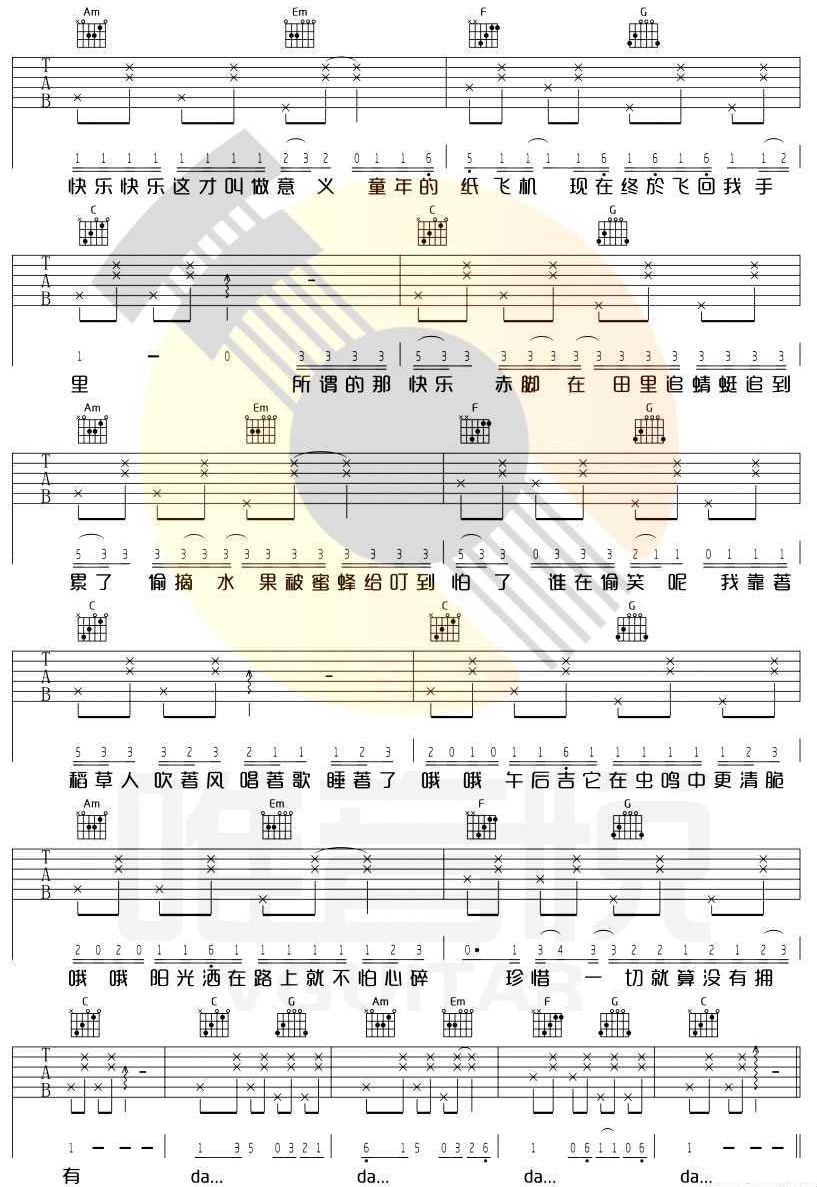 Am Em F G
T A B
1 1 1 1 1 1 1 1 2 3 2 0 1 1 6 5 1 1 1 1 6 1 6 1 6 1 1 2
快乐快乐这才叫做意义 童年的 纸飞机 现在终於飞回我手
C C G
T A B
1 - 0 3 3 3 3 5 3 3 3 3 3 3 3 3 3 3 3 3 3 3
里 所谓的那 快乐 赤脚 在 田里追蜻蜓追到
Am Em F G
T A B
5 3 3 3 3 3 3 3 3 3 3 3 3 3 3 5 3 3 0 3 3 3 2 1 1 0 1 1 1
累了 偷摘 水 果被蜜蜂给叮到 怕了 谁在偷笑呢 我靠著
C C G
T A B
5 3 3 3 2 1 2 1 1 1 2 3 2 0 1 0 1 1 6 1 1 1 1 1 1 2 3
稻草人 吹著风 唱著歌 睡著了 哦 哦 午后吉它在虫鸣中更清脆
Am Em F G
T A B
2 0 2 0 1 1 6 1 1 1 1 1 1 2 3 0 1 3 4 3 3 2 1 2 1 2 1 2 3
哦 哦 阳光洒在路上就不怕心碎 珍惜 一切就算没有拥
C C G Am Em F G C
T A B
1 - - - 1 3 5 0 3 2 1 6 1 5 0 3 2 6 1 0 6 1 1 0 6 1 - - -
有 da... da... da... da...
唯音悦
VGUITAR